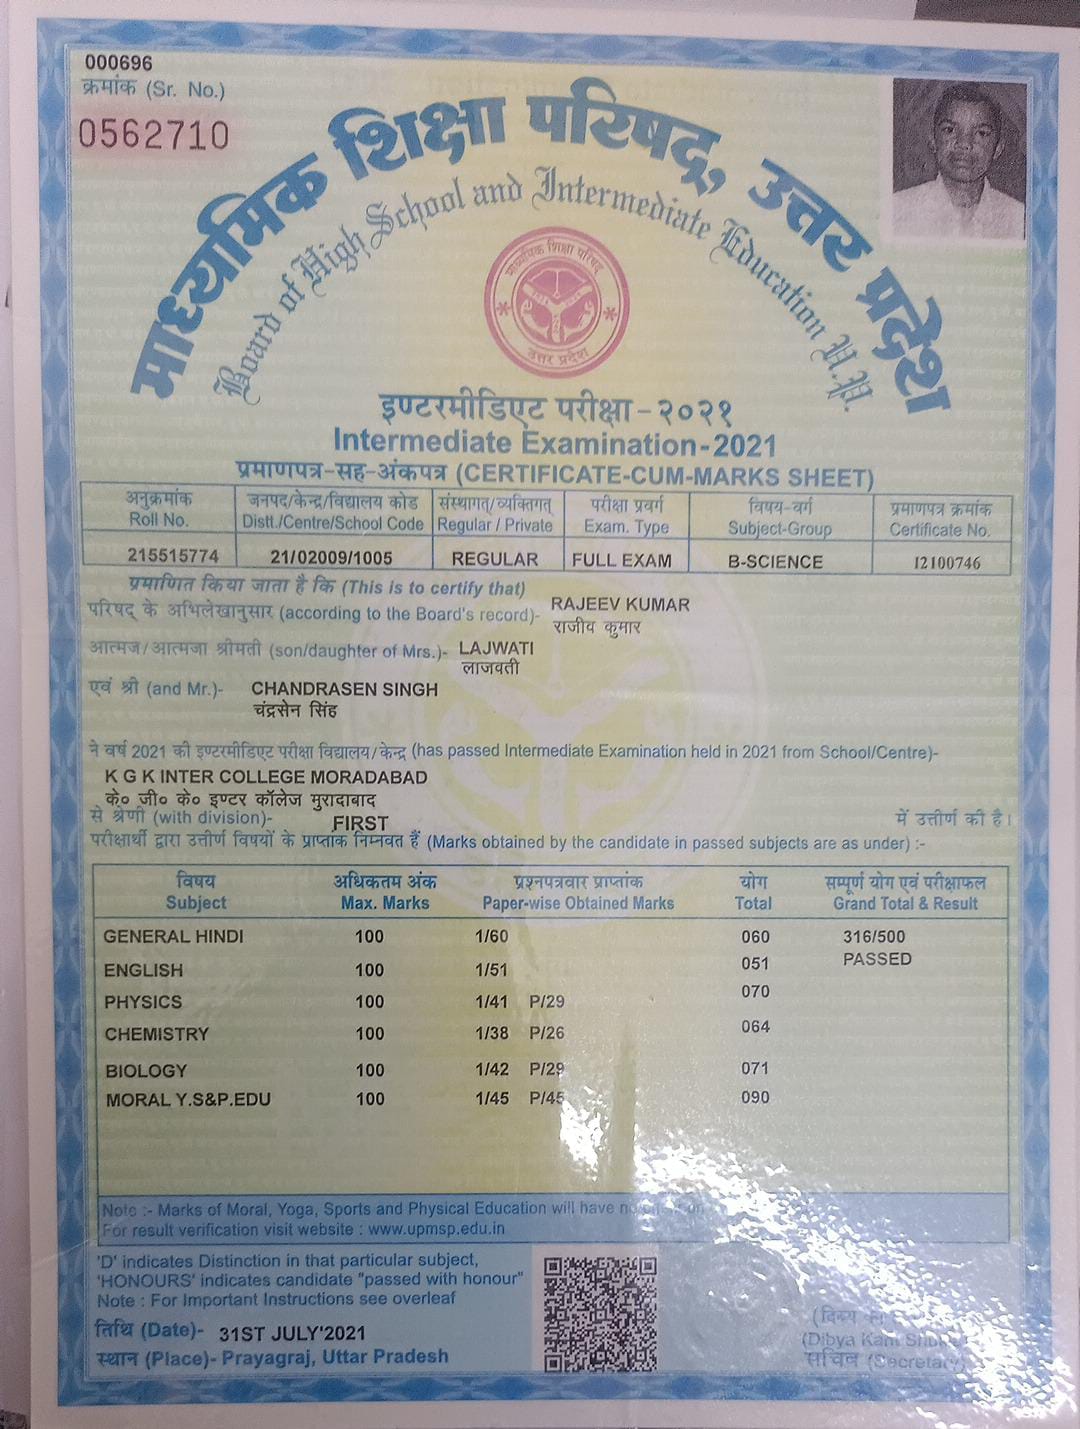 000696
क्रमांक (Sr. No.)
0562710
माध्यमिक शिक्षा परिषद्, उत्तर प्रदेश
Board of High School and Intermediate Education U.P.
माध्यमिक शिक्षा परिषद
उत्तर प्रदेश
इण्टरमीडिएट परीक्षा-२०२१
Intermediate Examination-2021
प्रमाणपत्र-सह-अंकपत्र (CERTIFICATE-CUM-MARKS SHEET)
अनुक्रमांक जनपद/केन्द्र/विद्यालय कोड संस्थागत/व्यक्तिगत परीक्षा प्रवर्ग विषय-वर्ग प्रमाणपत्र क्रमांक
Roll No. Distt./Centre/School Code Regular / Private Exam. Type Subject-Group Certificate No.
215515774 21/02009/1005 REGULAR FULL EXAM B-SCIENCE 12100746
प्रमाणित किया जाता है कि (This is to certify that)
परिषद् के अभिलेखानुसार (according to the Board's record)- RAJEEV KUMAR
राजीव कुमार
आत्मज/आत्मजा श्रीमती (son/daughter of Mrs.)- LAJWATI
लाजवती
एवं श्री (and Mr.)- CHANDRASEN SINGH
चंद्रसेन सिंह
ने वर्ष 2021 की इण्टरमीडिएट परीक्षा विद्यालय/केन्द्र (has passed Intermediate Examination held in 2021 from School/Centre)-
K G K INTER COLLEGE MORADABAD
के० जी० के० इण्टर कॉलेज मुरादाबाद
से श्रेणी (with division)- FIRST में उत्तीर्ण की है।
परीक्षार्थी द्वारा उत्तीर्ण विषयों के प्राप्तांक निम्नवत हैं (Marks obtained by the candidate in passed subjects are as under) :-
विषय अधिकतम अंक प्रश्नपत्रवार प्राप्तांक योग सम्पूर्ण योग एवं परीक्षाफल
Subject Max. Marks Paper-wise Obtained Marks Total Grand Total & Result
GENERAL HINDI 100 1/60 060 316/500
PASSED
ENGLISH 100 1/51 051
PHYSICS 100 1/41 P/29 070
CHEMISTRY 100 1/38 P/26 064
BIOLOGY 100 1/42 P/29 071
MORAL Y.S&P.EDU 100 1/45 P/45 090
Note :- Marks of Moral, Yoga, Sports and Physical Education will have no
For result verification visit website : www.upmsp.edu.in
'D' indicates Distinction in that particular subject,
'HONOURS' indicates candidate "passed with honour"
Note : For Important Instructions see overleaf
तिथि (Date)- 31ST JULY'2021
स्थान (Place)- Prayagraj, Uttar Pradesh
(Dibya Kant
सचिव (Secretary)